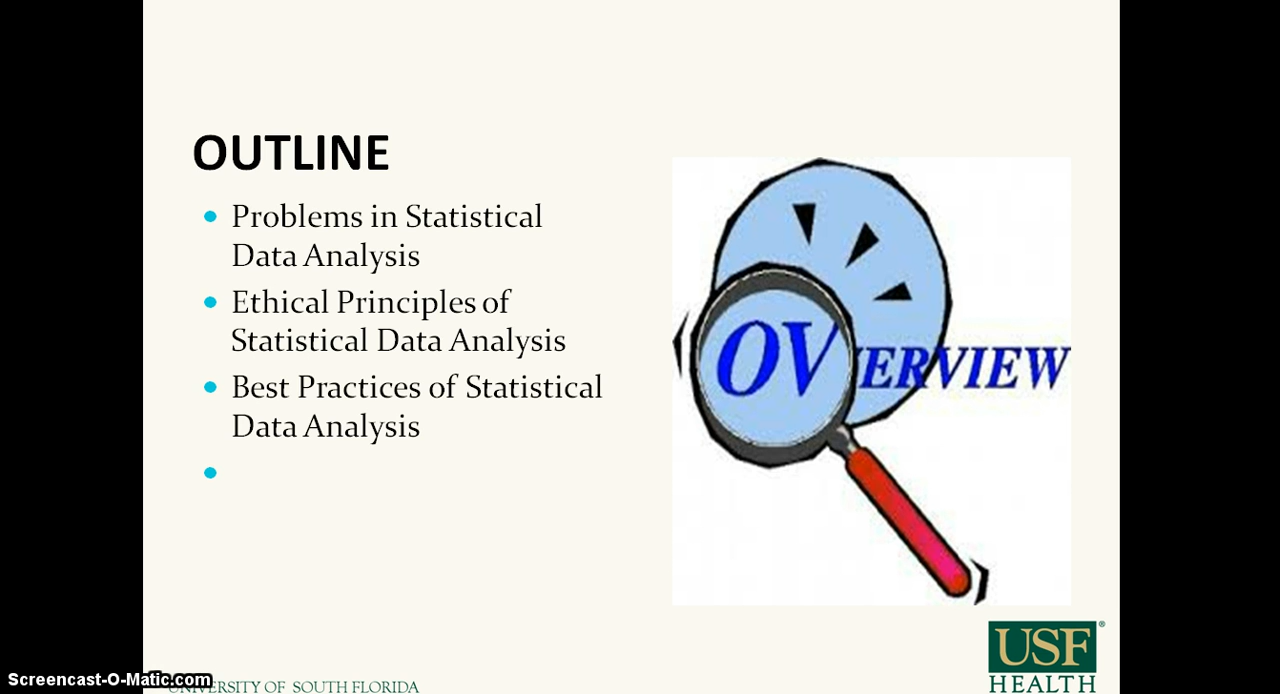 OUTLINE
Problems in Statistical
Data Analysis
Ethical Principles of
Statistical Data Analysis
Best Practices of Statistical
Data Analysis
OVERVIEW
USF®
HEALTH
Screencast-O-Matic.com
UNIVERSITY OF SOUTH FLORIDA